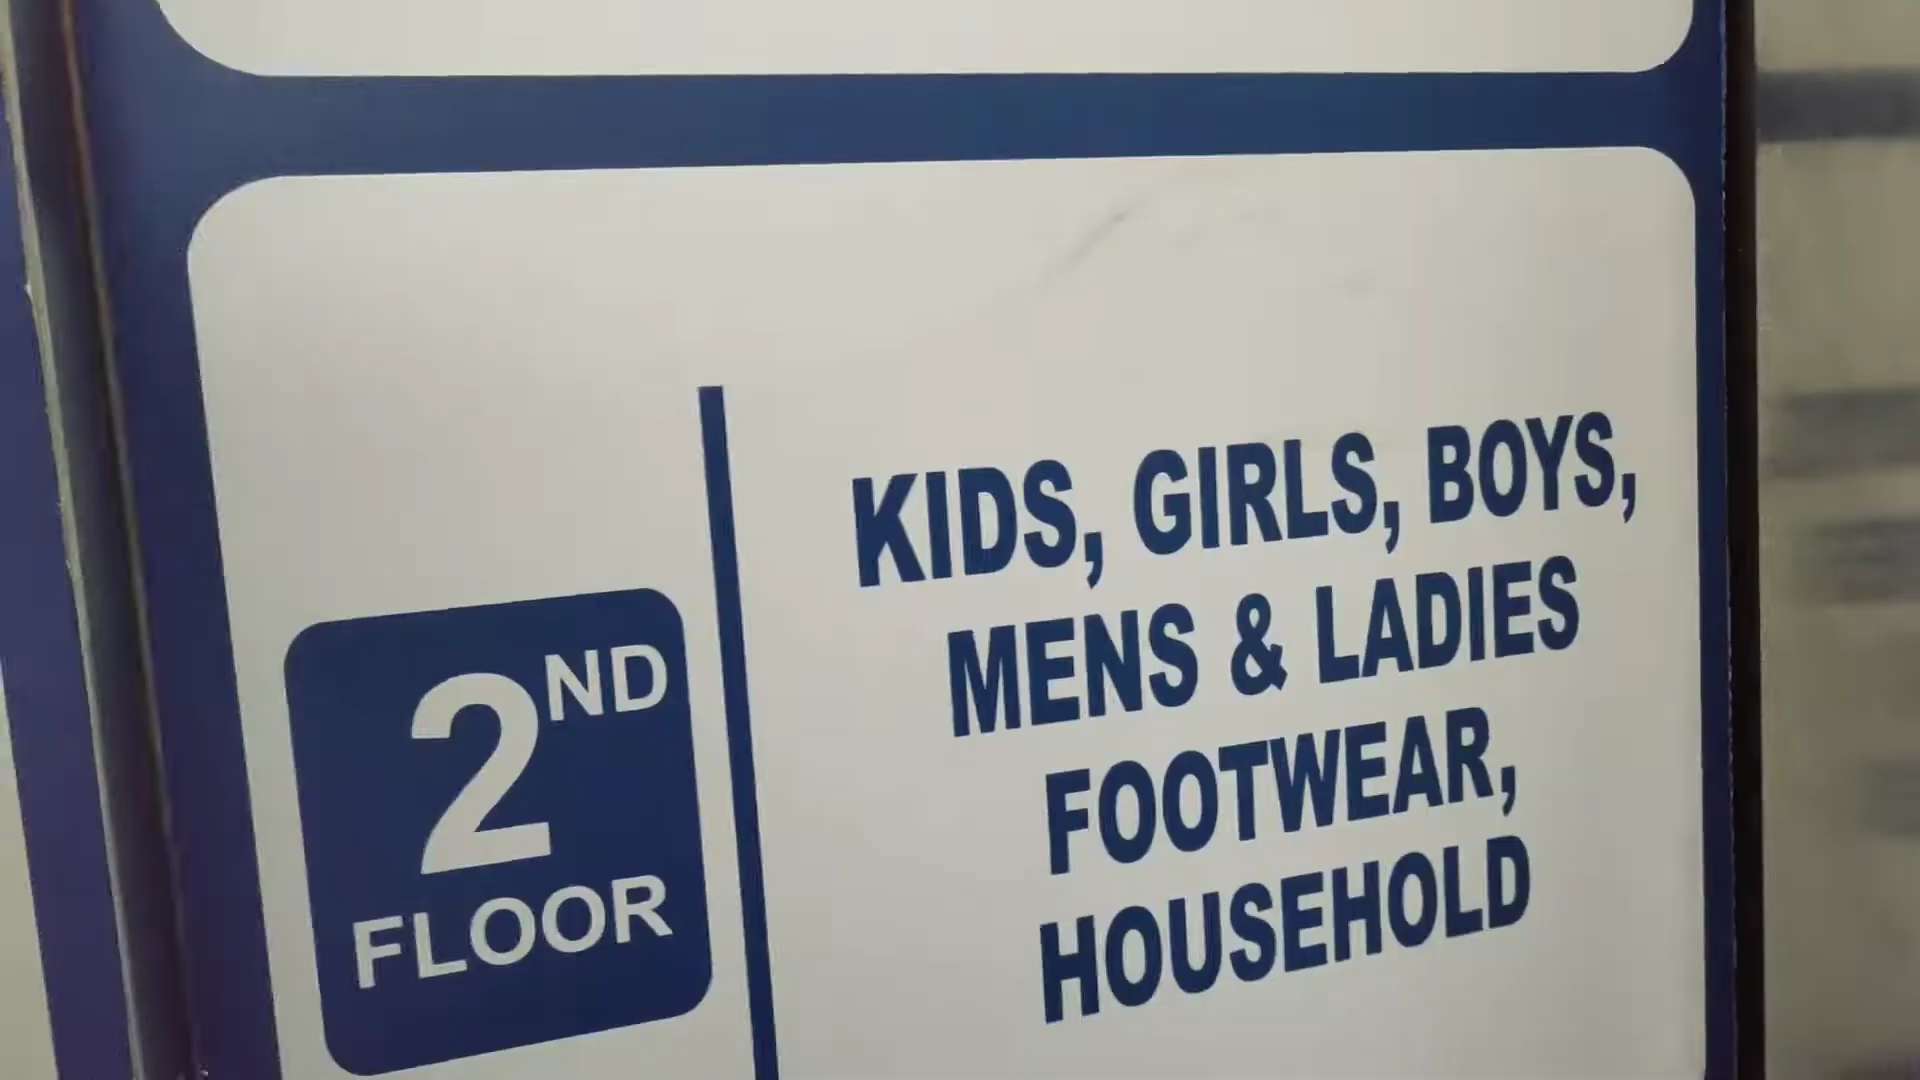 2ND
FLOOR
KIDS, GIRLS, BOYS,
MENS & LADIES
FOOTWEAR,
HOUSEHOLD